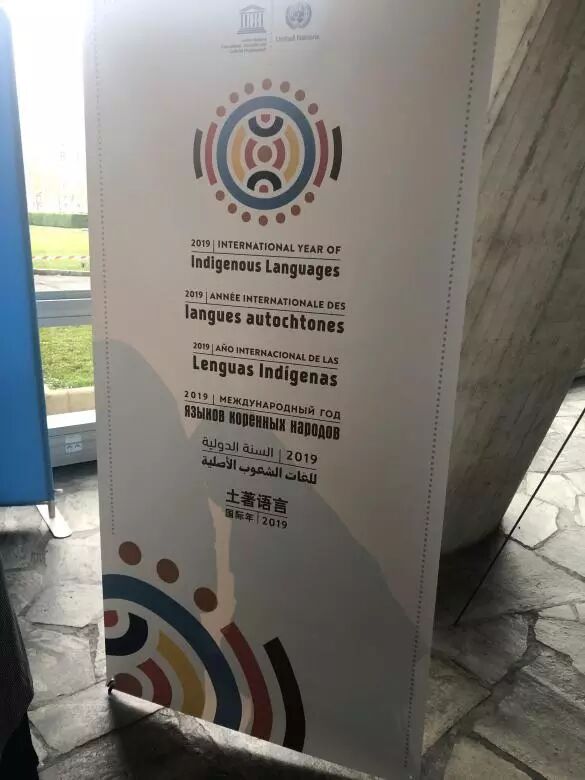 United Nations
2019 | INTERNATIONAL YEAR OF
Indigenous Languages
2019 | ANNÉE INTERNATIONALE DES
langues autochtones
2019 | AÑO INTERNACIONAL DE LAS
Lenguas Indígenas
2019 | МЕЖДУНАРОДНЫЙ ГОД
ЯЗЫКОВ КОРЕННЫХ НАРОДОВ
2019 | السنة الدولية
للغات الشعوب الأصلية
土著语言
国际年 | 2019